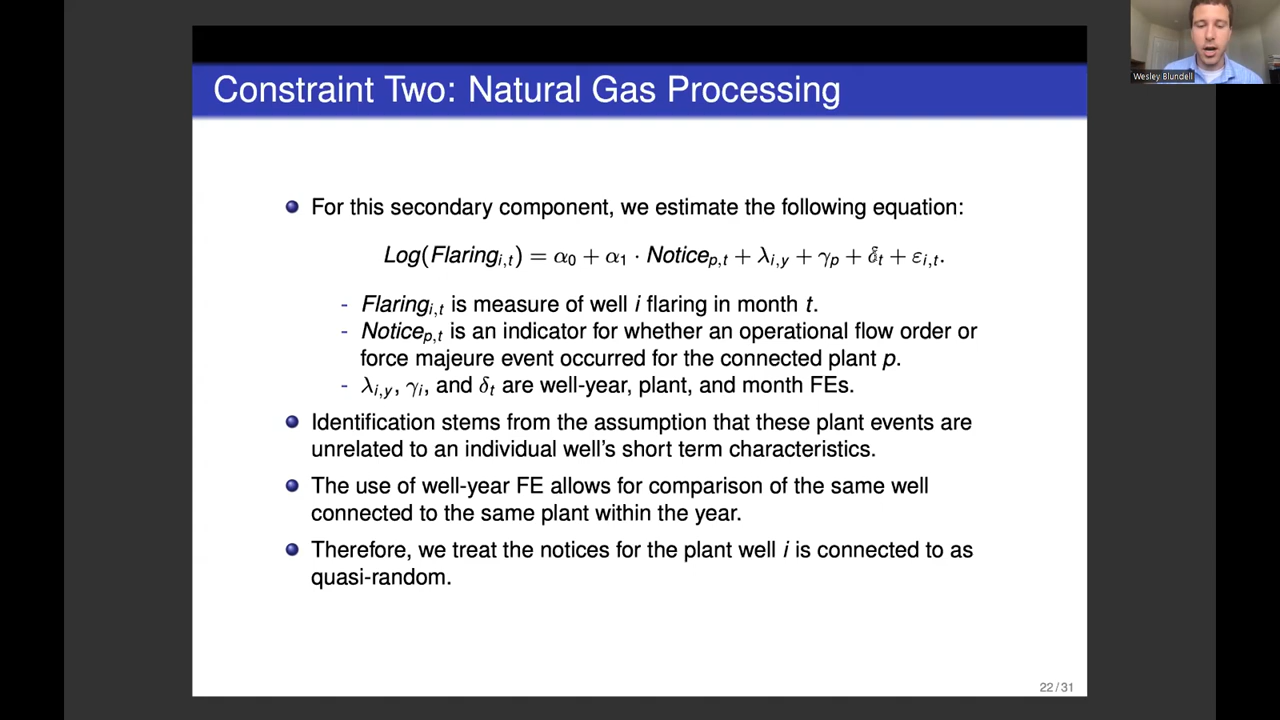 Wesley Blundell
Constraint Two: Natural Gas Processing
For this secondary component, we estimate the following equation:
Log(Flaring_{i,t}) = α_0 + α_1 · Notice_{p,t} + λ_{i,y} + γ_p + δ_t + ε_{i,t}.
- Flaring_{i,t} is measure of well i flaring in month t.
- Notice_{p,t} is an indicator for whether an operational flow order or
force majeure event occurred for the connected plant p.
- λ_{i,y}, γ_i, and δ_t are well-year, plant, and month FEs.
Identification stems from the assumption that these plant events are
unrelated to an individual well's short term characteristics.
The use of well-year FE allows for comparison of the same well
connected to the same plant within the year.
Therefore, we treat the notices for the plant well i is connected to as
quasi-random.
22/31